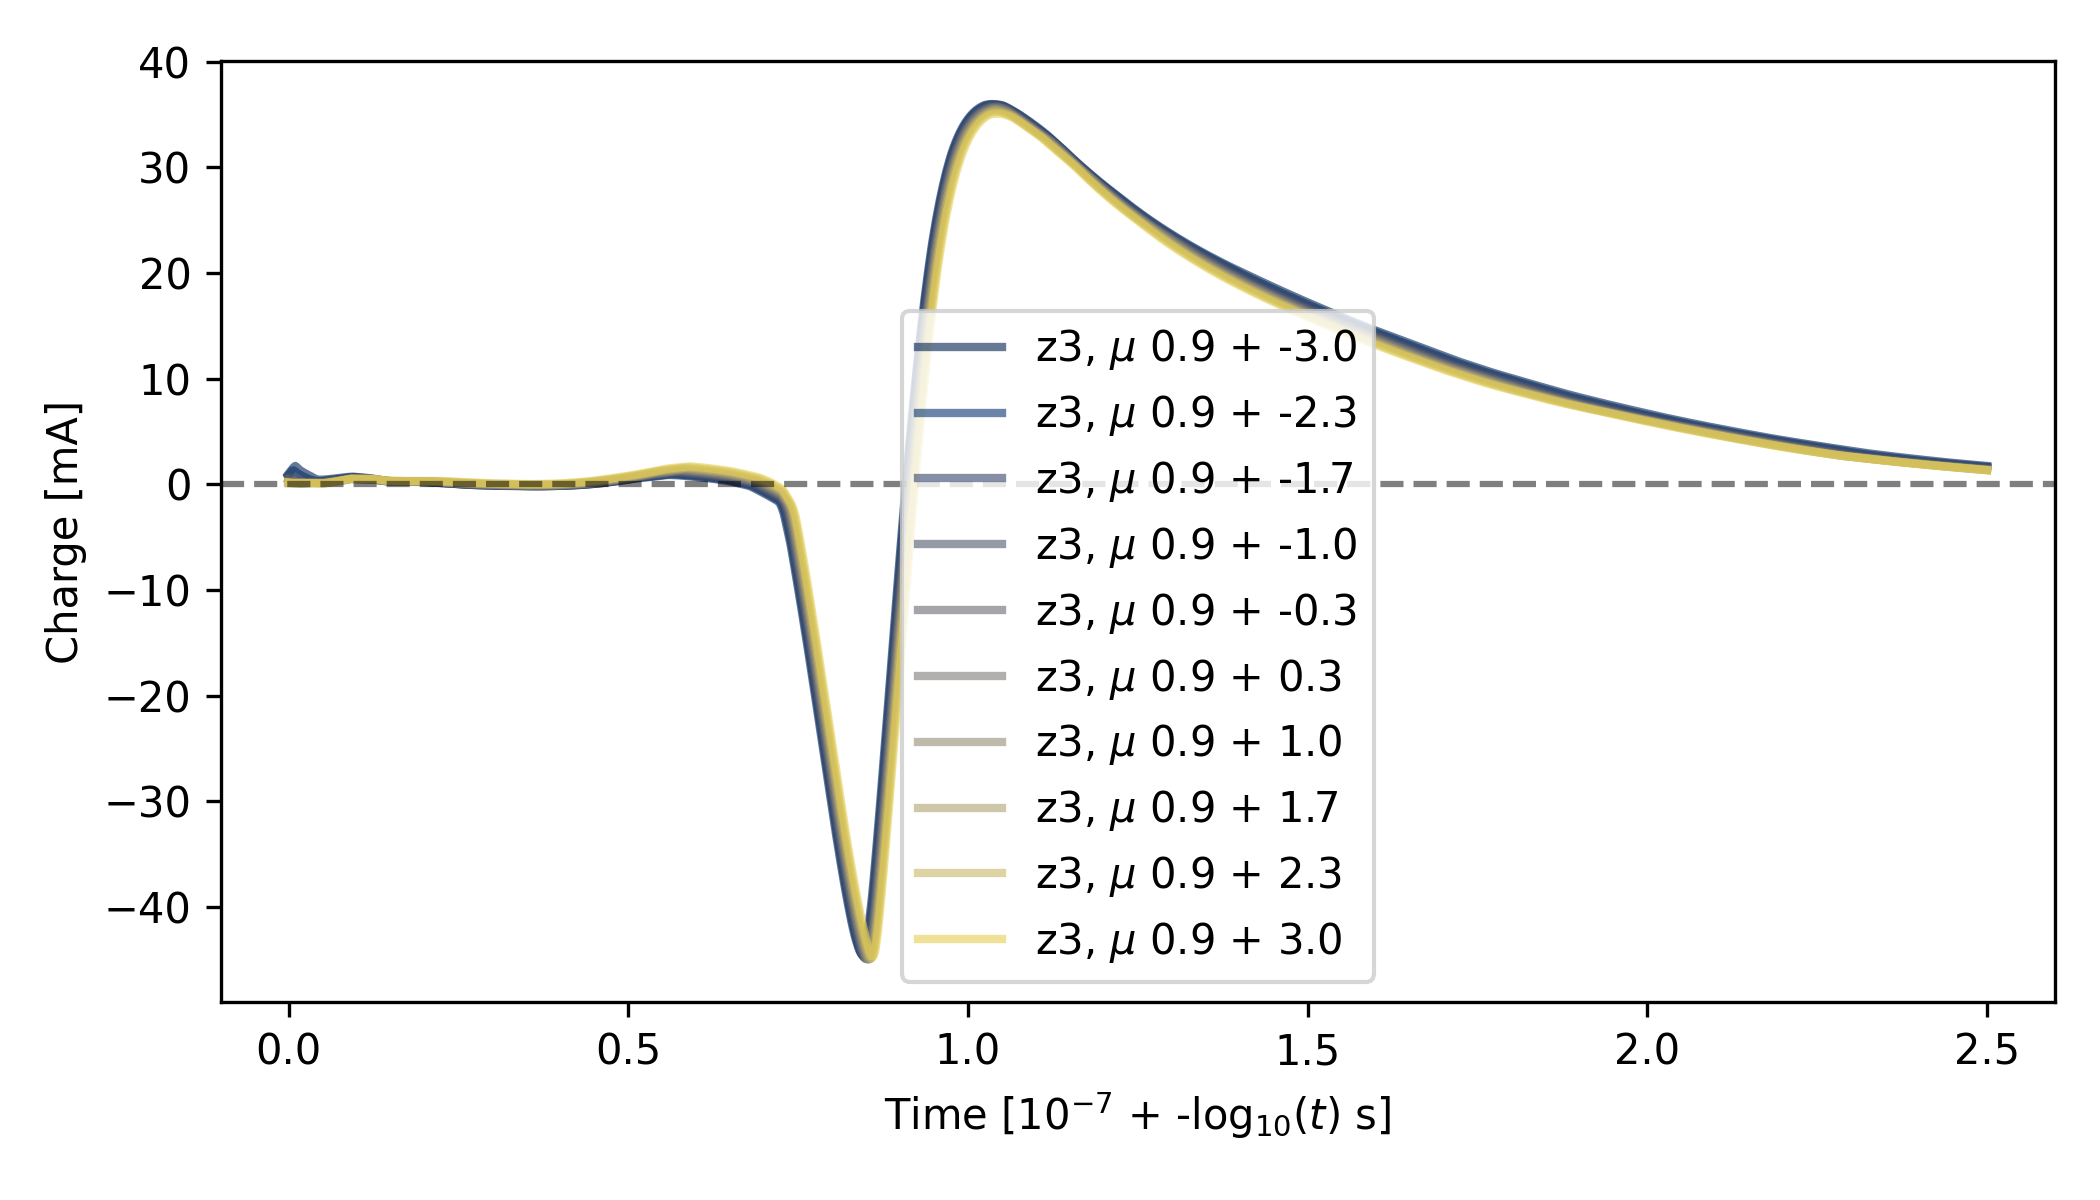 40
30
20
10
0
−10
−20
−30
−40
Charge [mA]
z3, μ 0.9 + -3.0
z3, μ 0.9 + -2.3
z3, μ 0.9 + -1.7
z3, μ 0.9 + -1.0
z3, μ 0.9 + -0.3
z3, μ 0.9 + 0.3
z3, μ 0.9 + 1.0
z3, μ 0.9 + 1.7
z3, μ 0.9 + 2.3
z3, μ 0.9 + 3.0
0.0 0.5 1.0 1.5 2.0 2.5
Time [10⁻⁷ + -log₁₀(t) s]